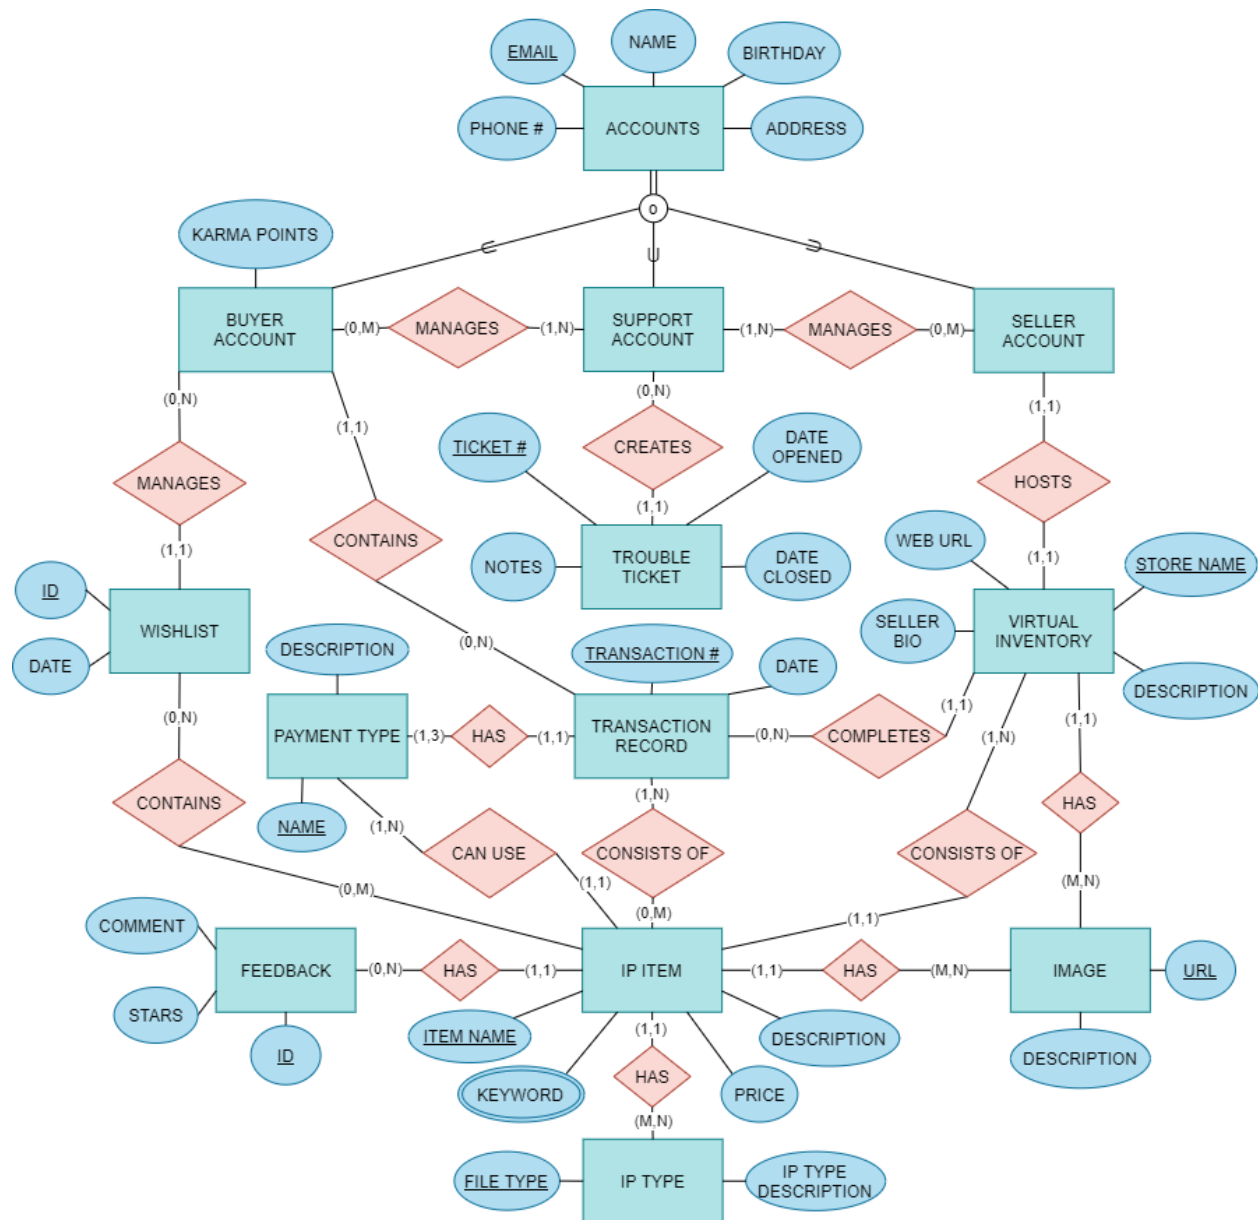 EMAIL
NAME
BIRTHDAY
PHONE #
ACCOUNTS
ADDRESS
o
KARMA POINTS
U
U
U
BUYER
ACCOUNT
(0,M)
MANAGES
(1,N)
SUPPORT
ACCOUNT
(1,N)
MANAGES
(0,M)
SELLER
ACCOUNT
(0,N)
(1,1)
(0,N)
(1,1)
MANAGES
TICKET #
CREATES
DATE
OPENED
HOSTS
(1,1)
CONTAINS
(1,1)
(1,1)
NOTES
TROUBLE
TICKET
DATE
CLOSED
WEB URL
STORE NAME
ID
WISHLIST
SELLER
BIO
VIRTUAL
INVENTORY
DATE
DESCRIPTION
(0,N)
TRANSACTION #
DATE
DESCRIPTION
(0,N)
PAYMENT TYPE
(1,3)
HAS
(1,1)
TRANSACTION
RECORD
(0,N)
COMPLETES
(1,1)
(1,N)
(1,1)
CONTAINS
NAME
(1,N)
(1,N)
HAS
CAN USE
CONSISTS OF
CONSISTS OF
(0,M)
(1,1)
(0,M)
(1,1)
(M,N)
COMMENT
FEEDBACK
(0,N)
HAS
(1,1)
IP ITEM
(1,1)
HAS
(M,N)
IMAGE
URL
STARS
ID
ITEM NAME
(1,1)
DESCRIPTION
DESCRIPTION
KEYWORD
HAS
PRICE
(M,N)
FILE TYPE
IP TYPE
IP TYPE
DESCRIPTION